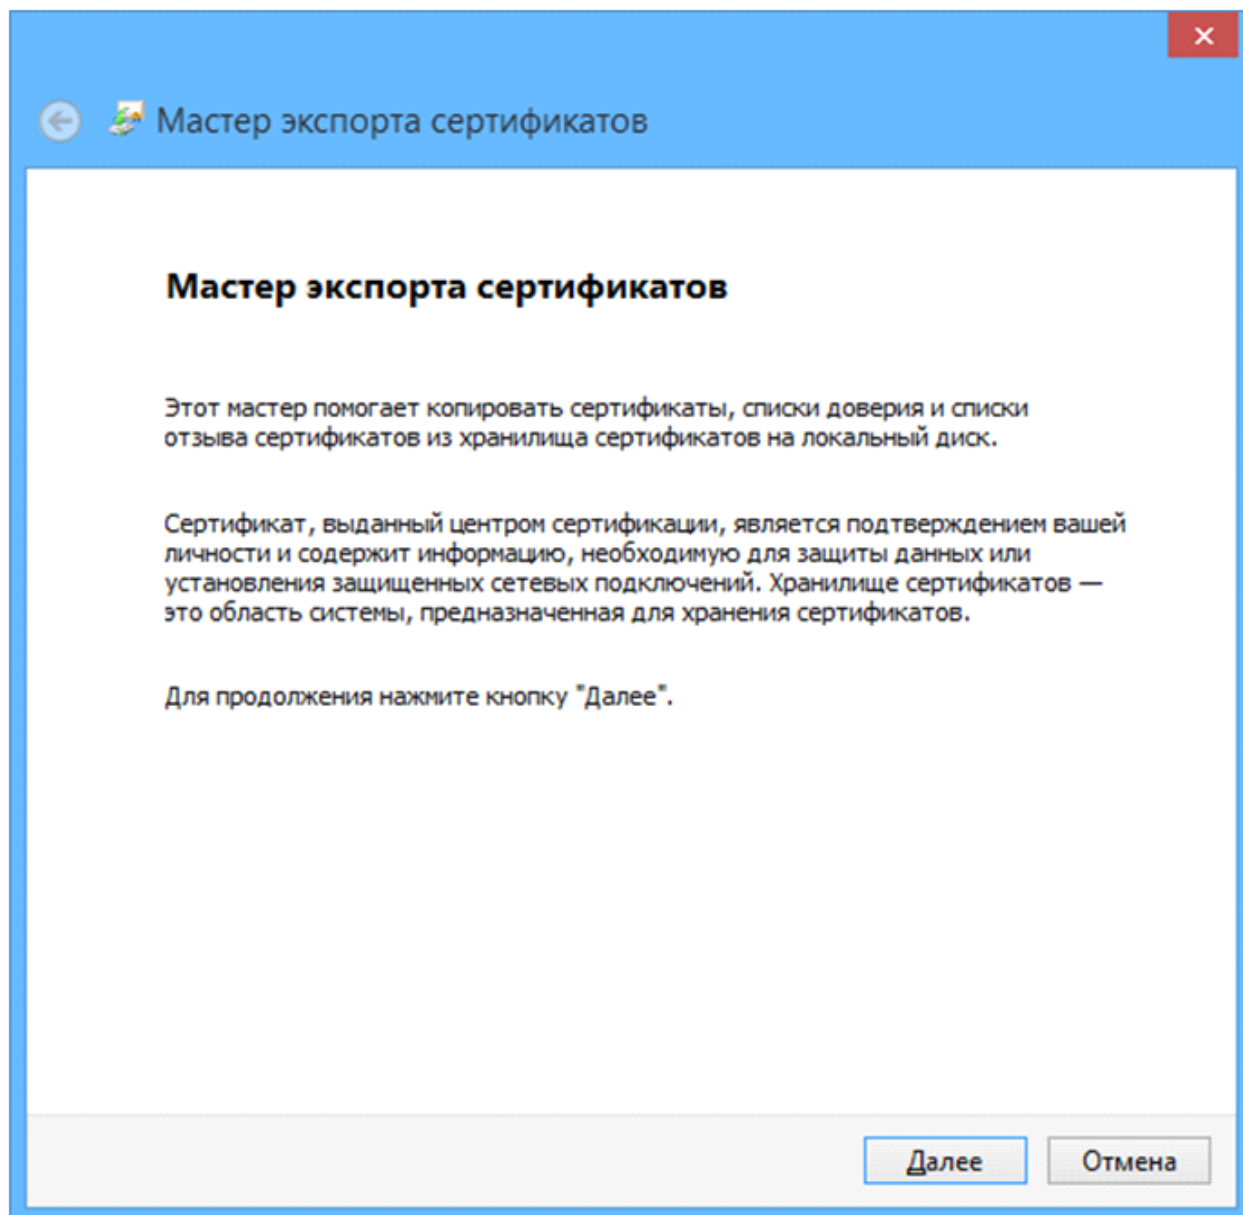 Мастер экспорта сертификатов
Мастер экспорта сертификатов
Этот мастер помогает копировать сертификаты, списки доверия и списки
отзыва сертификатов из хранилища сертификатов на локальный диск.
Сертификат, выданный центром сертификации, является подтверждением вашей
личности и содержит информацию, необходимую для защиты данных или
установления защищенных сетевых подключений. Хранилище сертификатов —
это область системы, предназначенная для хранения сертификатов.
Для продолжения нажмите кнопку "Далее".
Далее
Отмена